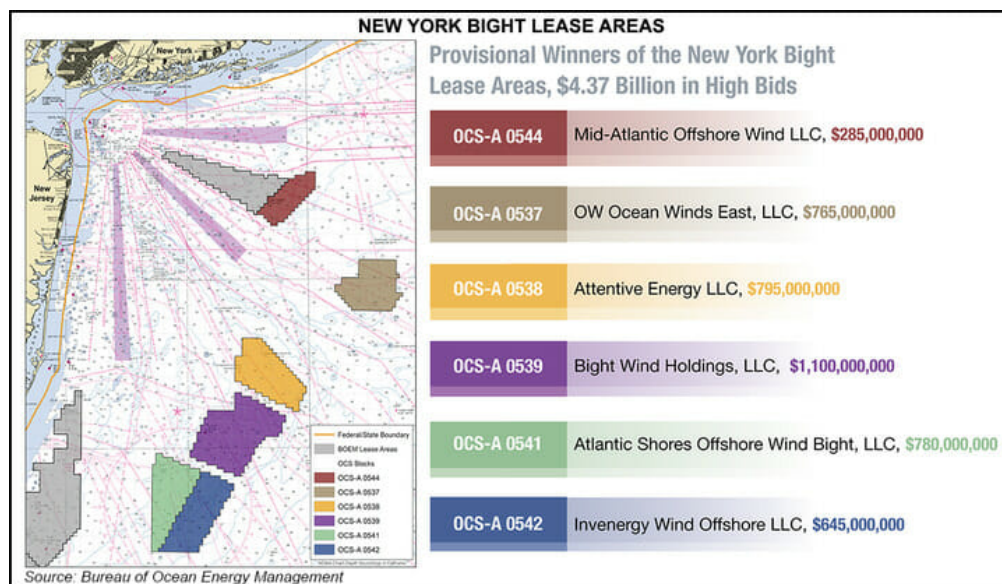 NEW YORK BIGHT LEASE AREAS
New York
New
Jersey
Federal/State Boundary
BOEM Lease Areas
OCS Blocks
OCS-A 0544
OCS-A 0537
OCS-A 0538
OCS-A 0539
OCS-A 0541
OCS-A 0542
Provisional Winners of the New York Bight
Lease Areas, $4.37 Billion in High Bids
OCS-A 0544 Mid-Atlantic Offshore Wind LLC, $285,000,000
OCS-A 0537 OW Ocean Winds East, LLC, $765,000,000
OCS-A 0538 Attentive Energy LLC, $795,000,000
OCS-A 0539 Bight Wind Holdings, LLC, $1,100,000,000
OCS-A 0541 Atlantic Shores Offshore Wind Bight, LLC, $780,000,000
OCS-A 0542 Invenergy Wind Offshore LLC, $645,000,000
Source: Bureau of Ocean Energy Management